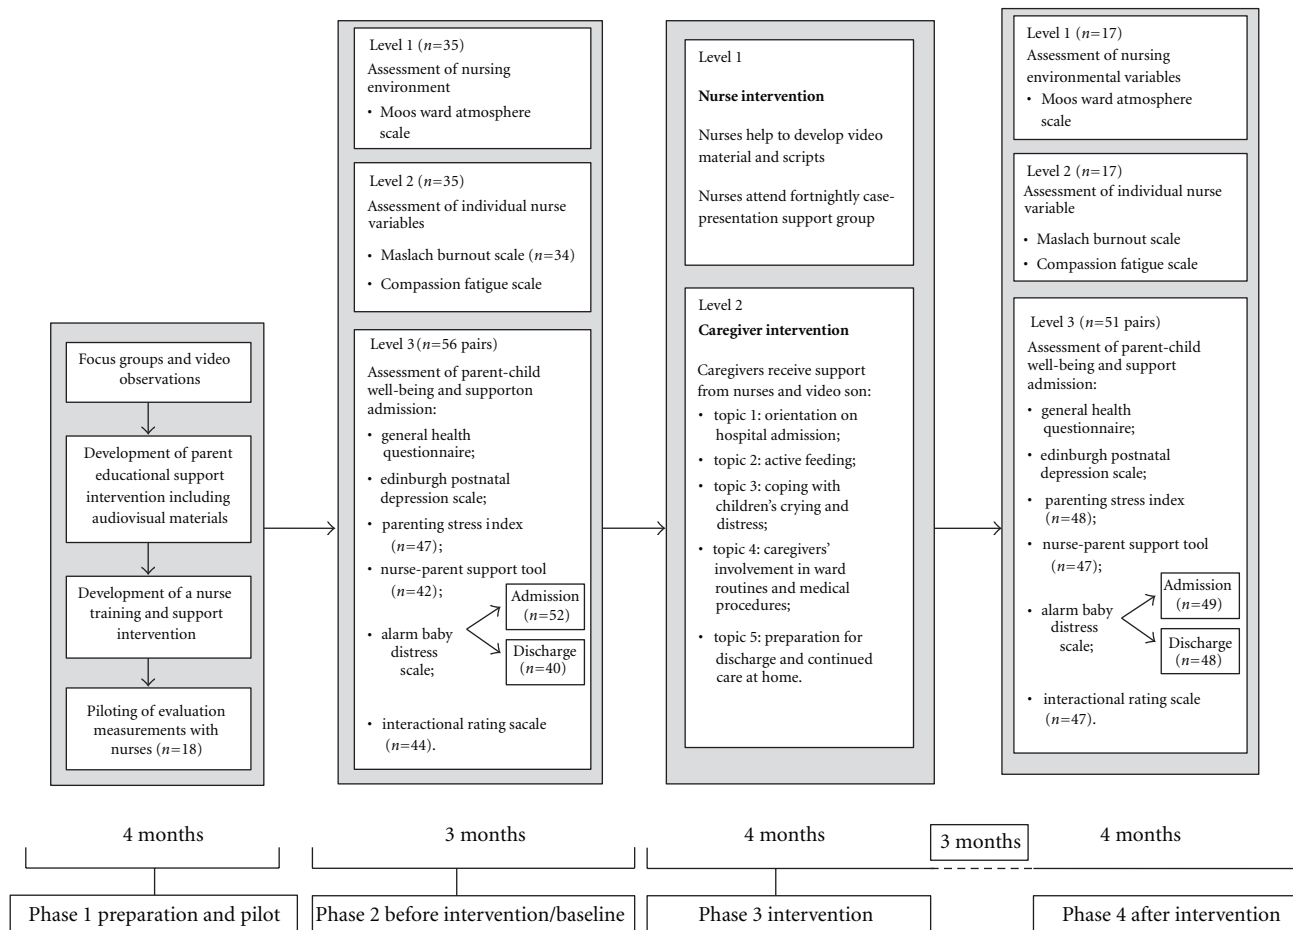 Focus groups and video
observations
Development of parent
educational support
intervention including
audiovisual materials
Development of a nurse
training and support
intervention
Piloting of evaluation
measurements with
nurses (n=18)
Level 1 (n=35)
Assessment of nursing
environment
• Moos ward atmosphere
scale
Level 2 (n=35)
Assessment of individual nurse
variables
• Maslach burnout scale (n=34)
• Compassion fatigue scale
Level 3 (n=56 pairs)
Assessment of parent-child
well-being and supporton
admission:
• general health
questionnaire;
• edinburgh postnatal
depression scale;
• parenting stress index
(n=47);
• nurse-parent support tool
(n=42);
• alarm baby
distress
scale;
Admission
(n=52)
Discharge
(n=40)
• interactional rating sacale
(n=44).
Level 1
Nurse intervention
Nurses help to develop video
material and scripts
Nurses attend fortnightly case-
presentation support group
Level 2
Caregiver intervention
Caregivers receive support
from nurses and video son:
• topic 1: orientation on
hospital admission;
• topic 2: active feeding;
• topic 3: coping with
children's crying and
distress;
• topic 4: caregivers'
involvement in ward
routines and medical
procedures;
• topic 5: preparation for
discharge and continued
care at home.
Level 1 (n=17)
Assessment of nursing
environmental variables
• Moos ward atmosphere
scale
Level 2 (n=17)
Assessment of individual nurse
variable
• Maslach burnout scale
• Compassion fatigue scale
Level 3 (n=51 pairs)
Assessment of parent-child
well-being and support
admission:
• general health
questionnaire;
• edinburgh postnatal
depression scale;
• parenting stress index
(n=48);
• nurse-parent support tool
(n=47);
• alarm baby
distress
scale;
Admission
(n=49)
Discharge
(n=48)
• interactional rating scale
(n=47).
4 months
3 months
4 months
3 months
4 months
Phase 1 preparation and pilot
Phase 2 before intervention/baseline
Phase 3 intervention
Phase 4 after intervention